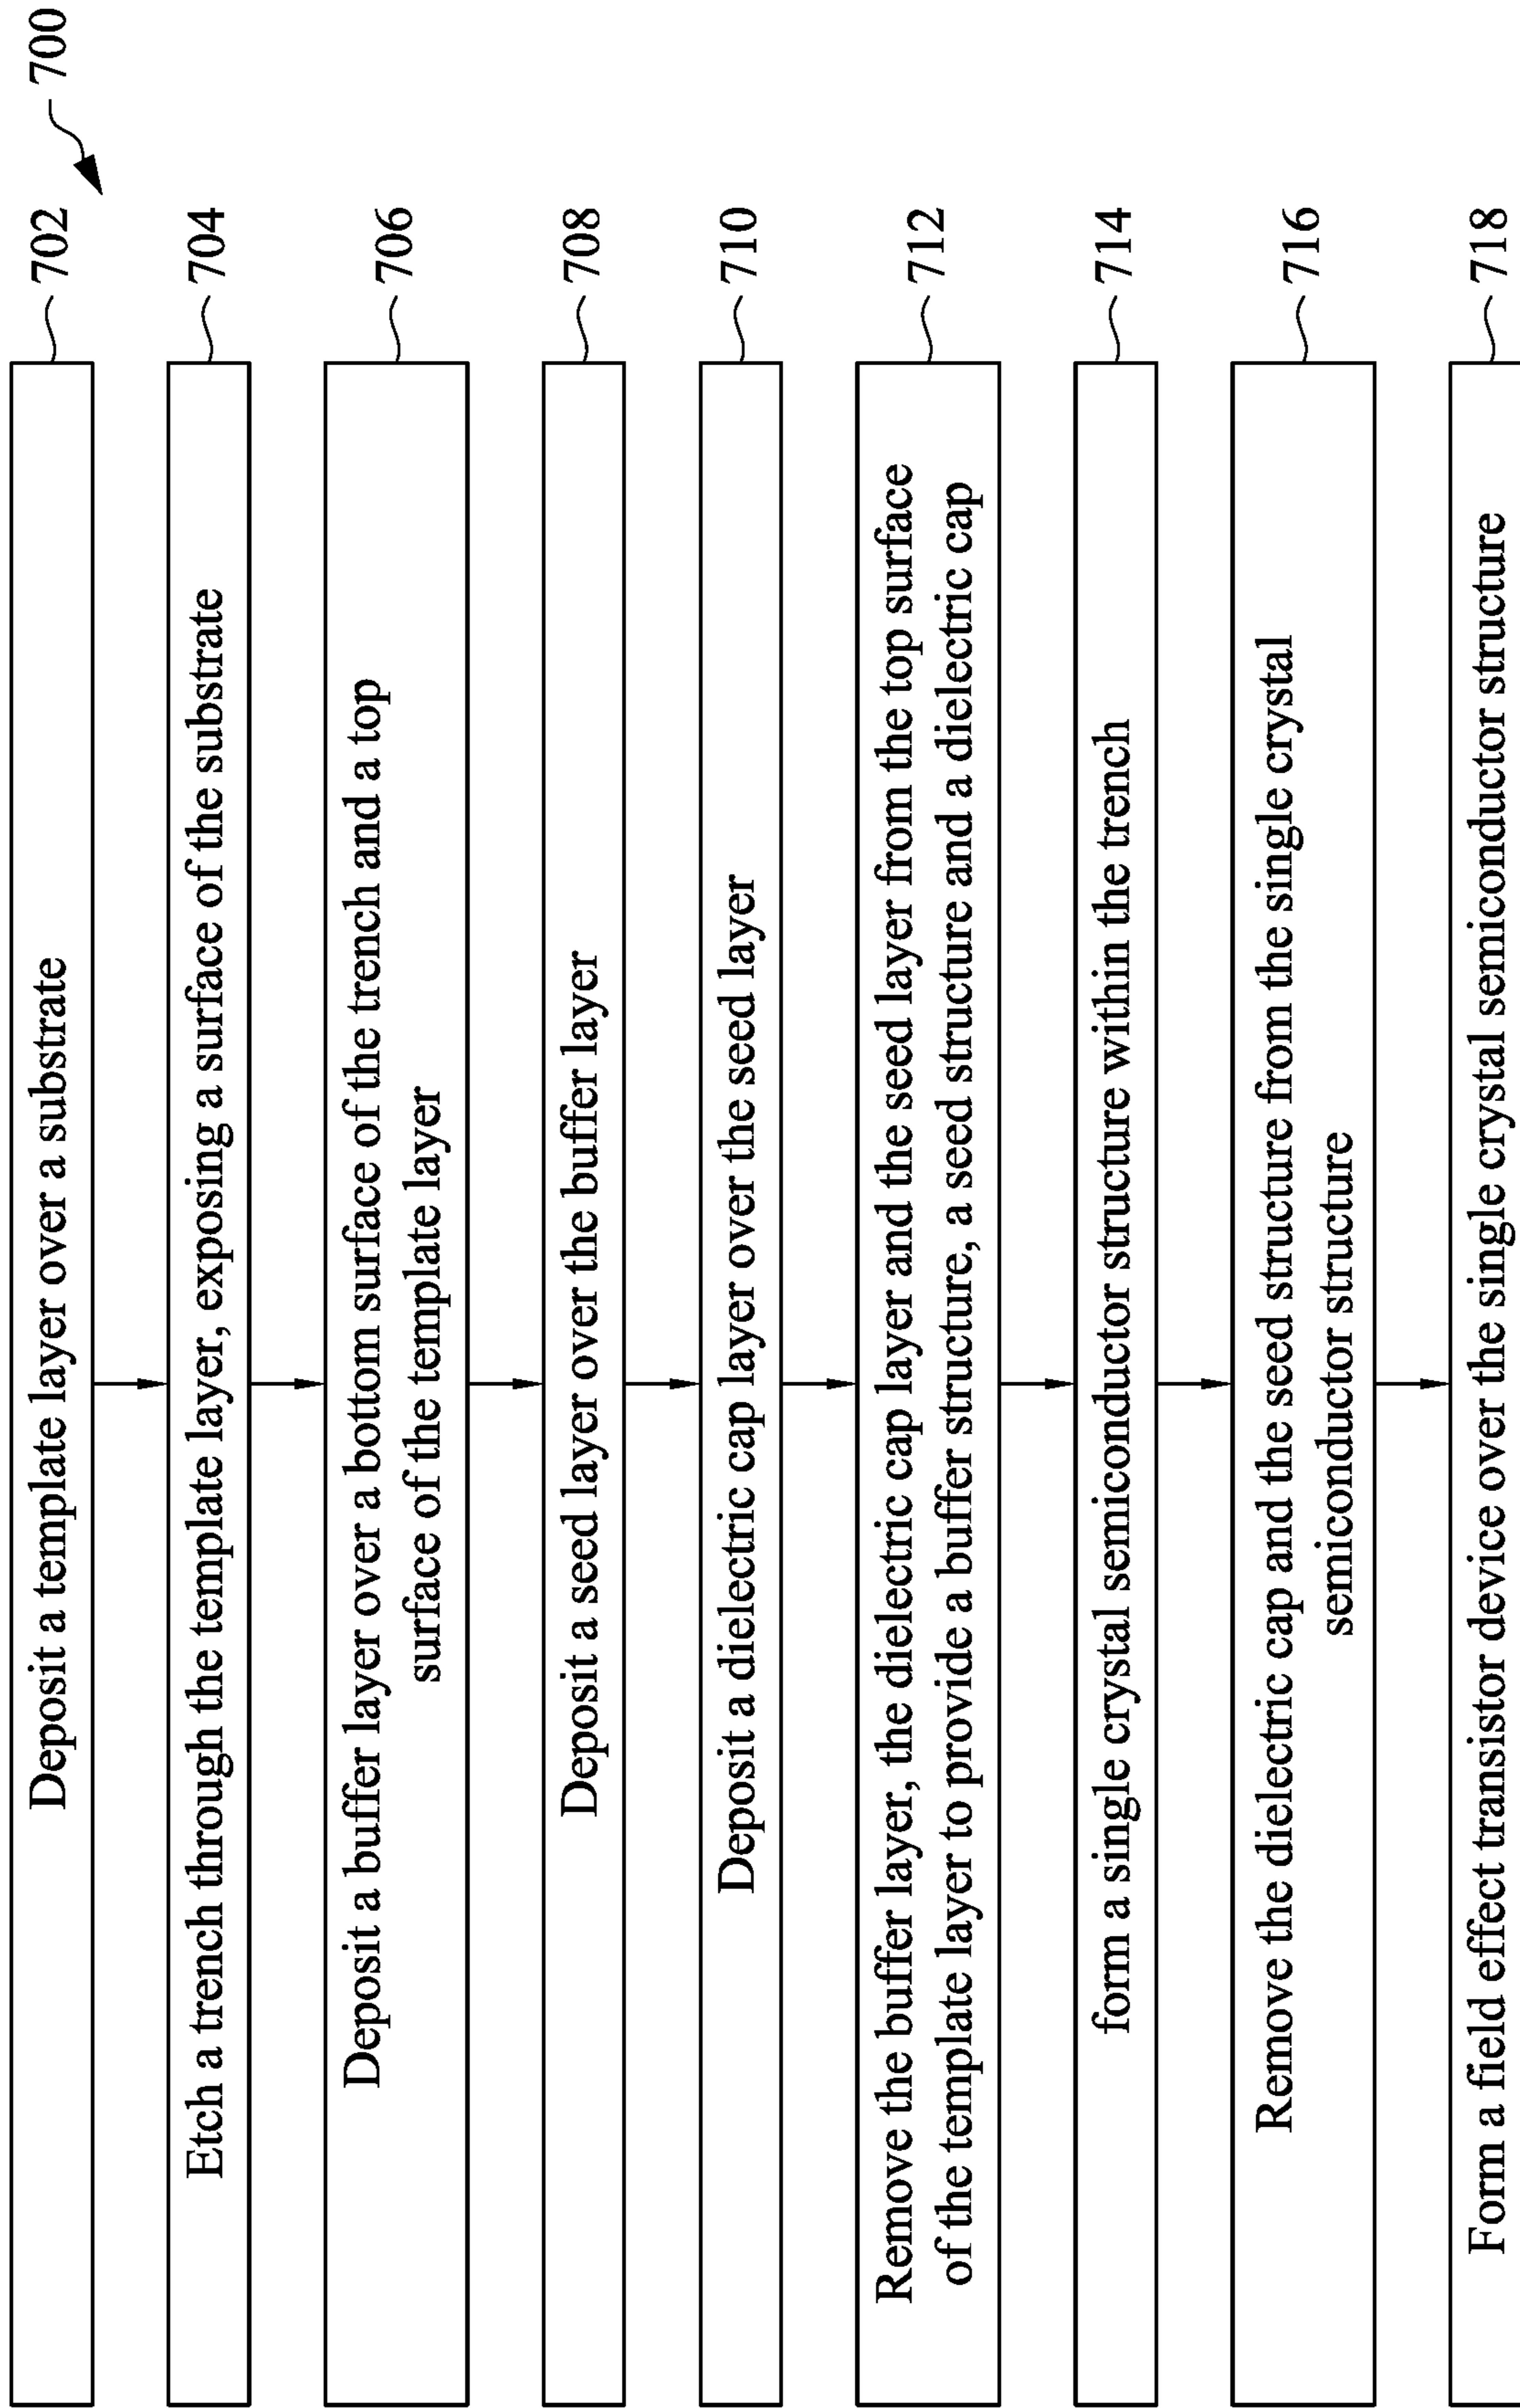 700
Deposit a template layer over a substrate
702
Etch a trench through the template layer, exposing a surface of the substrate
704
Deposit a buffer layer over a bottom surface of the trench and a top
surface of the template layer
706
Deposit a seed layer over the buffer layer
708
Deposit a dielectric cap layer over the seed layer
710
Remove the buffer layer, the dielectric cap layer and the seed layer from the top surface
of the template layer to provide a buffer structure, a seed structure and a dielectric cap
712
form a single crystal semiconductor structure within the trench
714
Remove the dielectric cap and the seed structure from the single crystal
semiconductor structure
716
Form a field effect transistor device over the single crystal semiconductor structure
718